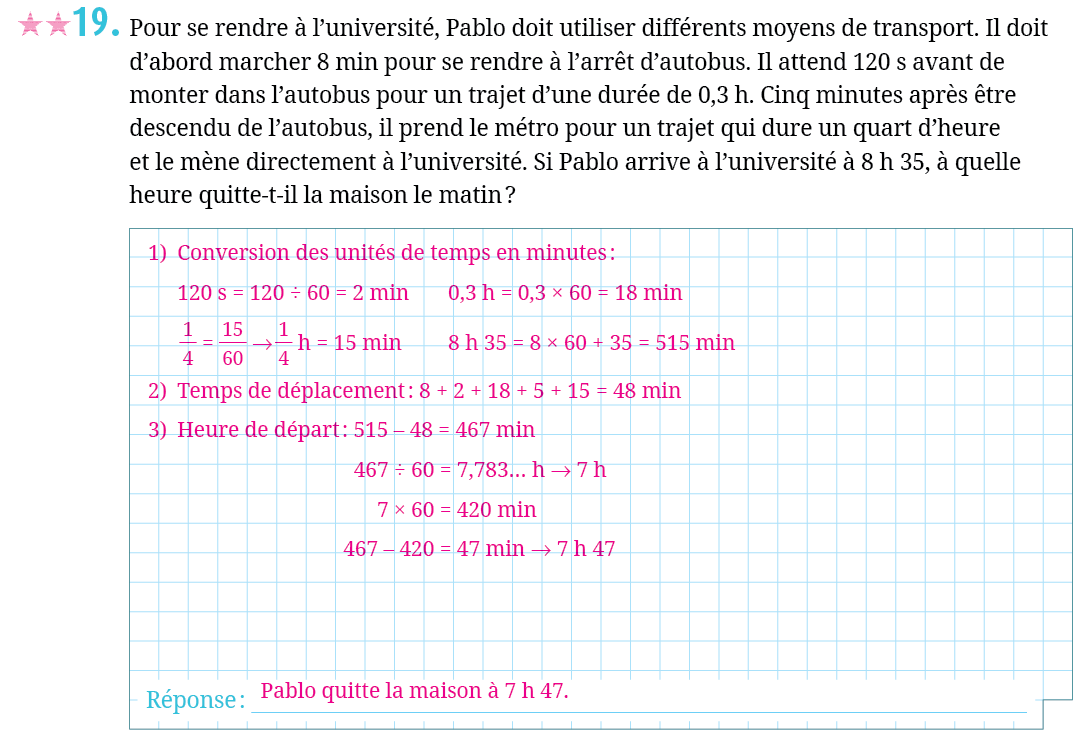 ★★19. Pour se rendre à l’université, Pablo doit utiliser différents moyens de transport. Il doit
d’abord marcher 8 min pour se rendre à l’arrêt d’autobus. Il attend 120 s avant de
monter dans l’autobus pour un trajet d’une durée de 0,3 h. Cinq minutes après être
descendu de l’autobus, il prend le métro pour un trajet qui dure un quart d’heure
et le mène directement à l’université. Si Pablo arrive à l’université à 8 h 35, à quelle
heure quitte-t-il la maison le matin ?
1) Conversion des unités de temps en minutes :
120 s = 120 ÷ 60 = 2 min 0,3 h = 0,3 × 60 = 18 min
1/4 = 15/60 → 1/4 h = 15 min 8 h 35 = 8 × 60 + 35 = 515 min
2) Temps de déplacement : 8 + 2 + 18 + 5 + 15 = 48 min
3) Heure de départ : 515 – 48 = 467 min
467 ÷ 60 = 7,783… h → 7 h
7 × 60 = 420 min
467 – 420 = 47 min → 7 h 47
Réponse : Pablo quitte la maison à 7 h 47.